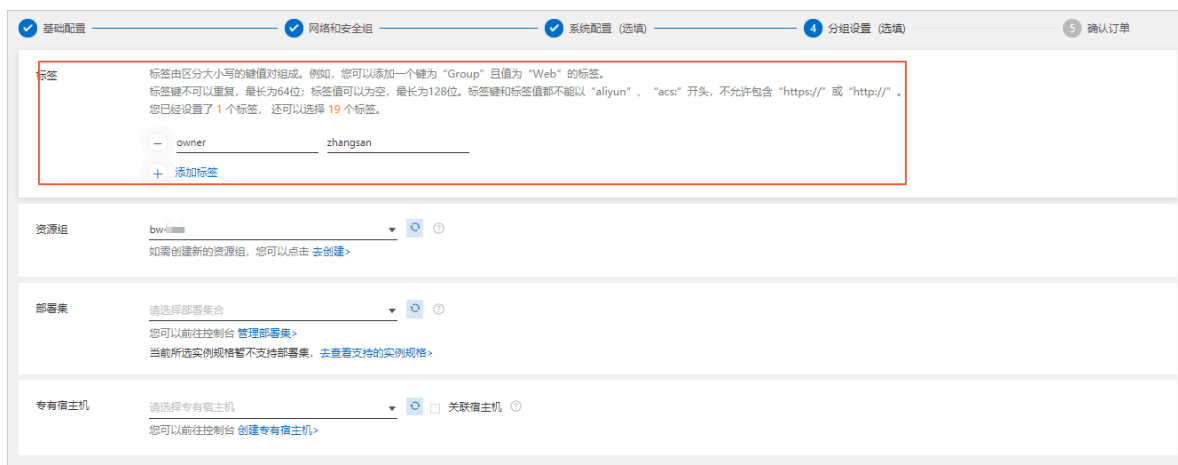 基础配置 网络和安全组 系统配置 (选填) 4 分组设置 (选填) 5 确认订单
标签 标签由区分大小写的键值对组成。例如，您可以添加一个键为“Group”且值为“Web”的标签。
标签键不可以重复，最长为64位；标签值可以为空，最长为128位。标签键和标签值都不能以“aliyun”、“acs:”开头，不允许包含“https://”或“http://”。
您已经设置了 1 个标签， 还可以选择 19 个标签。
owner zhangsan
添加标签
资源组 bw-
如需创建新的资源组，您可以点击 去创建>
部署集 请选择部署集合
您可以前往控制台 管理部署集>
当前所选实例规格暂不支持部署集，去查看支持的实例规格>
专有宿主机 请选择专有宿主机 关联宿主机
您可以前往控制台 创建专有宿主机>